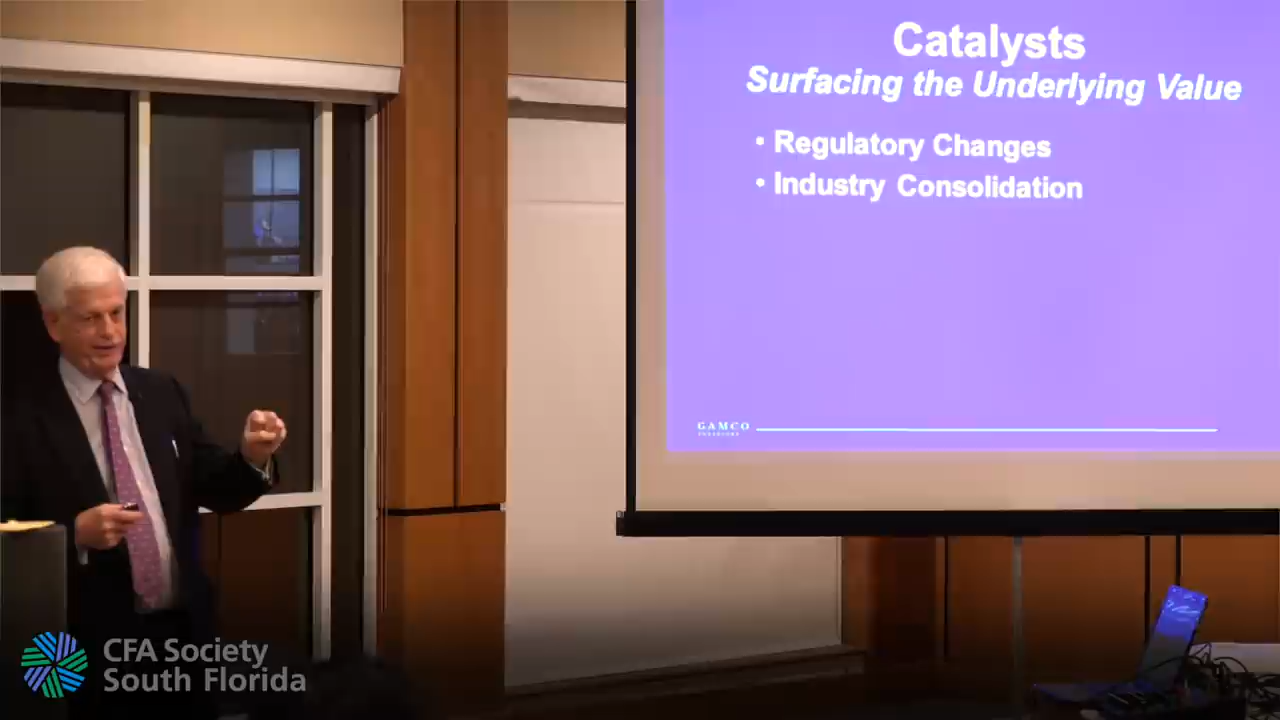 Catalysts
Surfacing the Underlying Value
• Regulatory Changes
• Industry Consolidation
GAMCO
CFA Society
South Florida